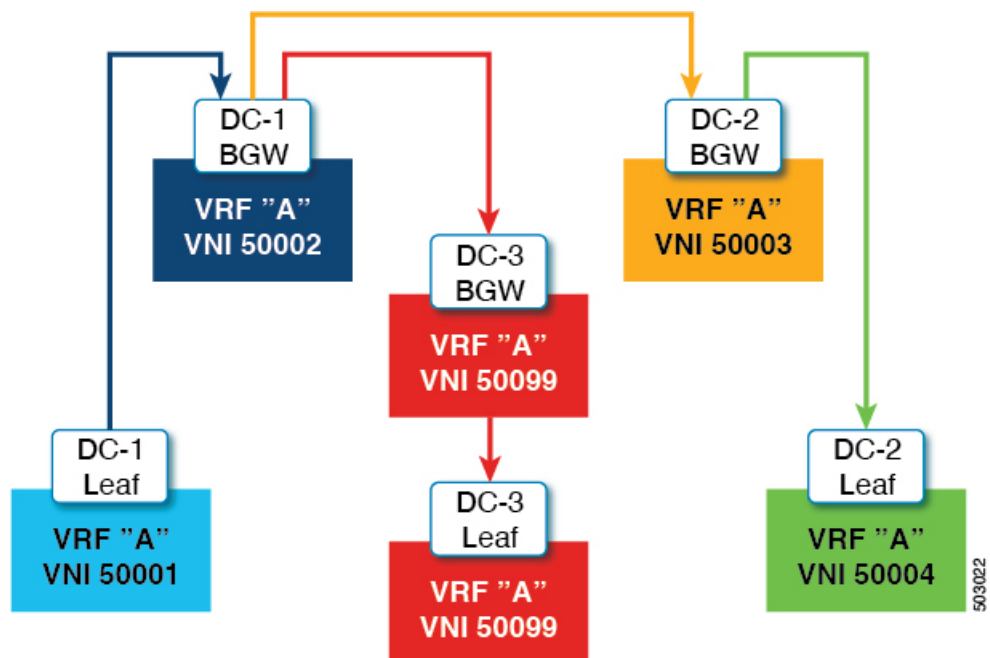 DC-1
BGW
VRF "A"
VNI 50002
DC-2
BGW
VRF "A"
VNI 50003
DC-3
BGW
VRF "A"
VNI 50099
DC-1
Leaf
VRF "A"
VNI 50001
DC-3
Leaf
VRF "A"
VNI 50099
DC-2
Leaf
VRF "A"
VNI 50004
503022